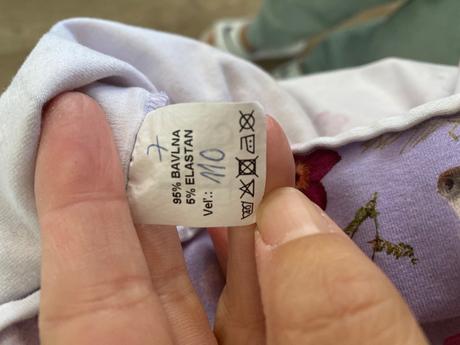 7
95% BAVLNA
5% ELASTAN
Veľ.: 110